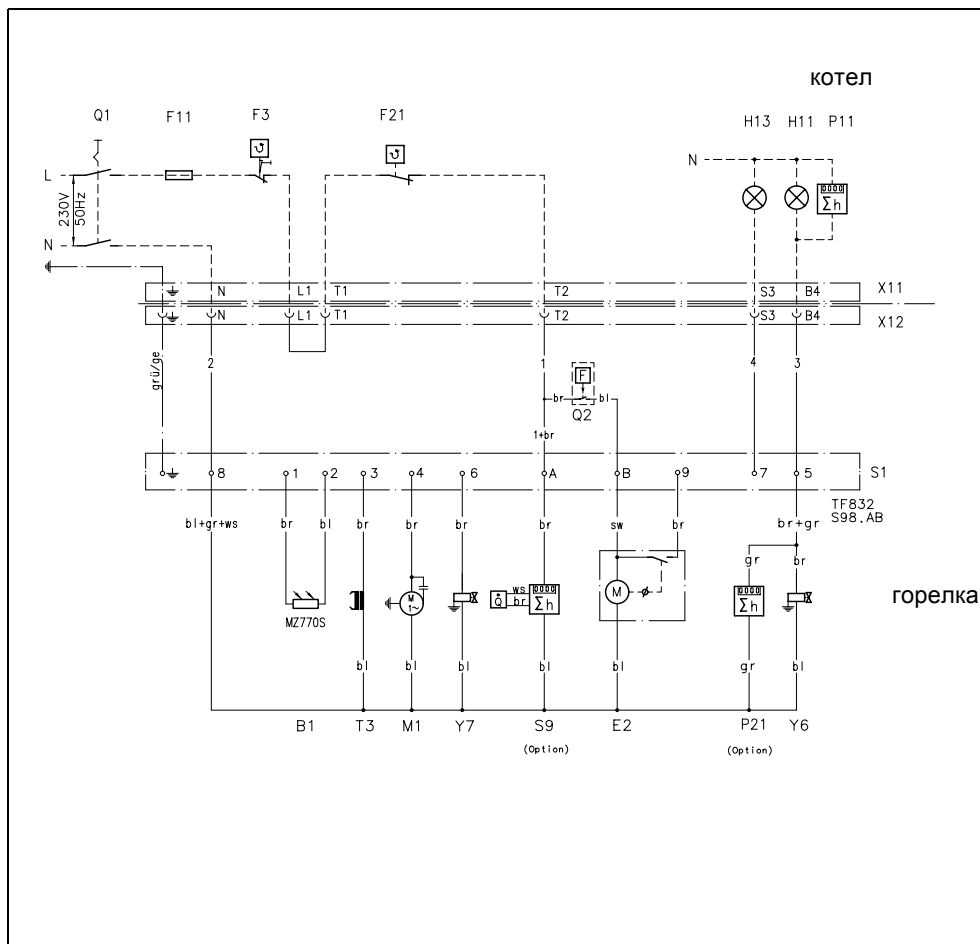 котел
Q1 F11 F3 F21 H13 H11 P11
N
L
230V
50Hz
Σh
N
N L1 T1 T2 S3 B4 X11
N L1 T1 T2 S3 B4 X12
grü/ge 2 1 4 3
F
br bl
Q2
1+br
8 1 2 3 4 6 A B 9 7 5 S1
TF832
S98.AB
bl+gr+ws br bl br br br br sw br br+gr
gr br
M
1~
ws
br
Q
Σh
M
Σh
горелка
MZ770S
bl bl bl bl bl gr bl
B1 T3 M1 Y7 S9 E2 P21 Y6
(Option) (Option)